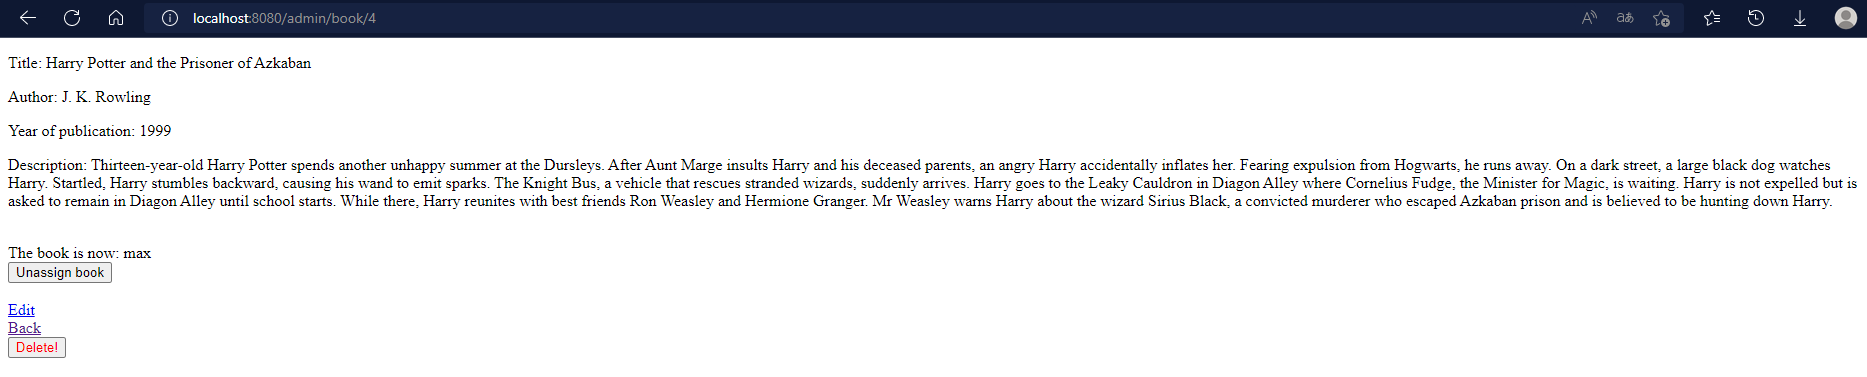 localhost:8080/admin/book/4
Title: Harry Potter and the Prisoner of Azkaban
Author: J. K. Rowling
Year of publication: 1999
Description: Thirteen-year-old Harry Potter spends another unhappy summer at the Dursleys. After Aunt Marge insults Harry and his deceased parents, an angry Harry accidentally inflates her. Fearing expulsion from Hogwarts, he runs away. On a dark street, a large black dog watches
Harry. Startled, Harry stumbles backward, causing his wand to emit sparks. The Knight Bus, a vehicle that rescues stranded wizards, suddenly arrives. Harry goes to the Leaky Cauldron in Diagon Alley where Cornelius Fudge, the Minister for Magic, is waiting. Harry is not expelled but is
asked to remain in Diagon Alley until school starts. While there, Harry reunites with best friends Ron Weasley and Hermione Granger. Mr Weasley warns Harry about the wizard Sirius Black, a convicted murderer who escaped Azkaban prison and is believed to be hunting down Harry.
The book is now: max
Unassign book
Edit
Back
Delete!